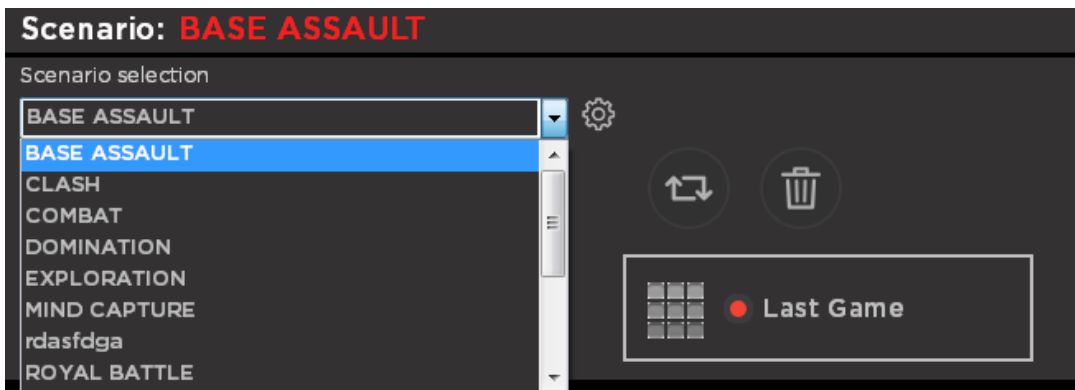 Scenario: BASE ASSAULT
Scenario selection
BASE ASSAULT
BASE ASSAULT
CLASH
COMBAT
DOMINATION
EXPLORATION
MIND CAPTURE
rdasfdga
ROYAL BATTLE
Last Game